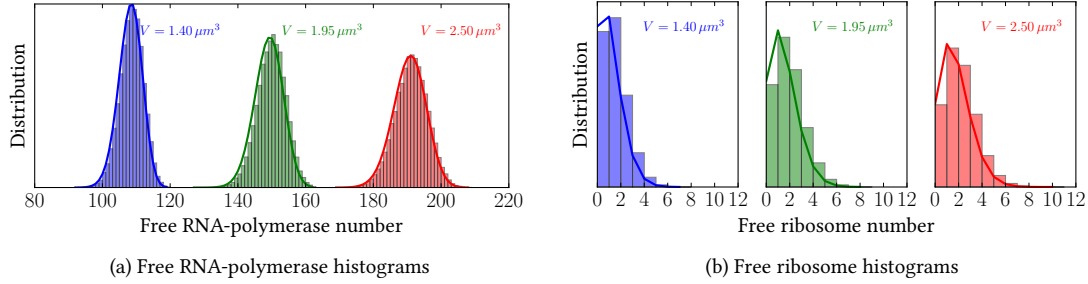 Distribution
V = 1.40 μm³
V = 1.95 μm³
V = 2.50 μm³
80 100 120 140 160 180 200 220
Free RNA-polymerase number
(a) Free RNA-polymerase histograms
Distribution
V = 1.40 μm³
V = 1.95 μm³
V = 2.50 μm³
0 2 4 6 8 10 12
0 2 4 6 8 10 12
0 2 4 6 8 10 12
Free ribosome number
(b) Free ribosome histograms